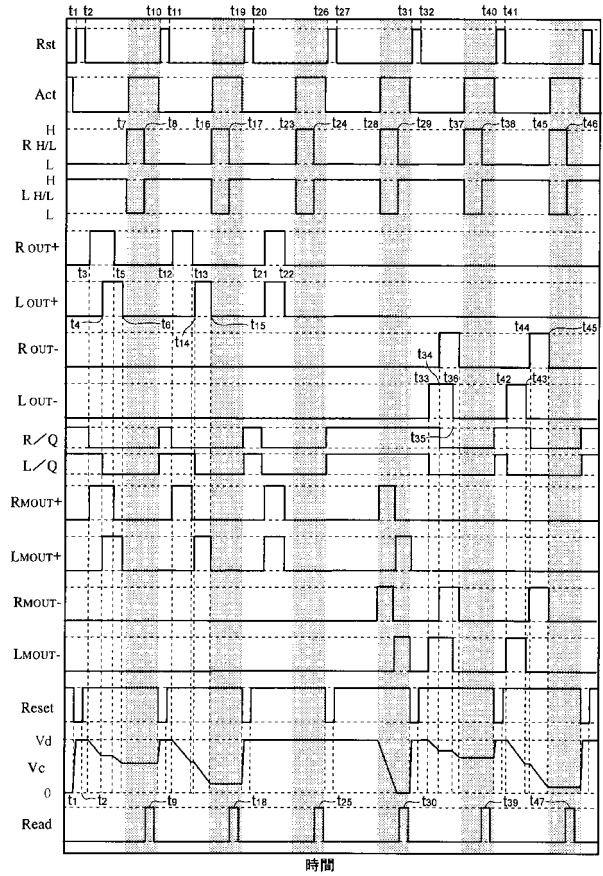 t1 t2 t10 t11 t19 t20 t26 t27 t31 t32 t40 t41
Rst
Act
t7 t8 t16 t17 t23 t24 t28 t29 t37 t38 t45 t46
H
R H/L
L
H
L H/L
L
R OUT+
t3 t5 t12 t13 t21 t22
L OUT+
t4 t6 t14 t15
t44 t45
R OUT-
t34
t33 t36 t42 t43
L OUT-
t35
R/Q
L/Q
RMOUT+
LMOUT+
RMOUT-
LMOUT-
Reset
Vd
Vc
0
t1 t2 t9 t18 t25 t30 t39 t47
Read
時間